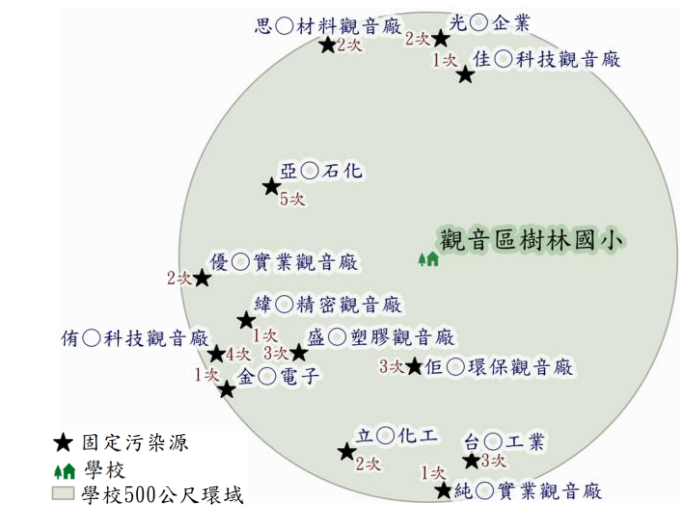 思○材料觀音廠
2次
光○企業
2次
1次
佳○科技觀音廠
亞○石化
5次
觀音區樹林國小
優○實業觀音廠
2次
緯○精密觀音廠
1次
侑○科技觀音廠
4次
盛○塑膠觀音廠
3次
3次
佢○環保觀音廠
1次
金○電子
立○化工
2次
台○工業
3次
1次
純○實業觀音廠
固定污染源
學校
學校500公尺環域